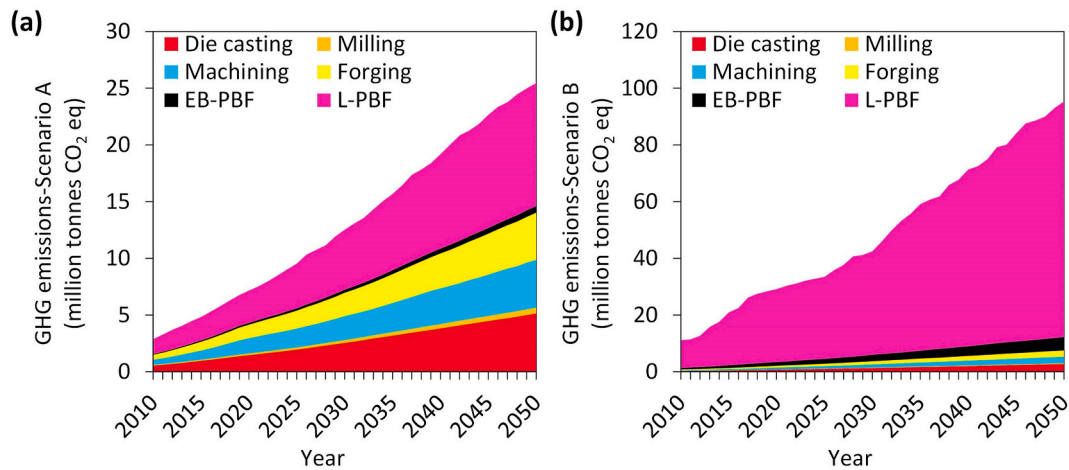 (a)
GHG emissions-Scenario A
(million tonnes CO₂ eq)
30
25
20
15
10
5
0
Die casting
Milling
Machining
Forging
EB-PBF
L-PBF
2010
2015
2020
2025
2030
2035
2040
2045
2050
Year
(b)
GHG emissions-Scenario B
(million tonnes CO₂ eq)
120
100
80
60
40
20
0
Die casting
Milling
Machining
Forging
EB-PBF
L-PBF
2010
2015
2020
2025
2030
2035
2040
2045
2050
Year